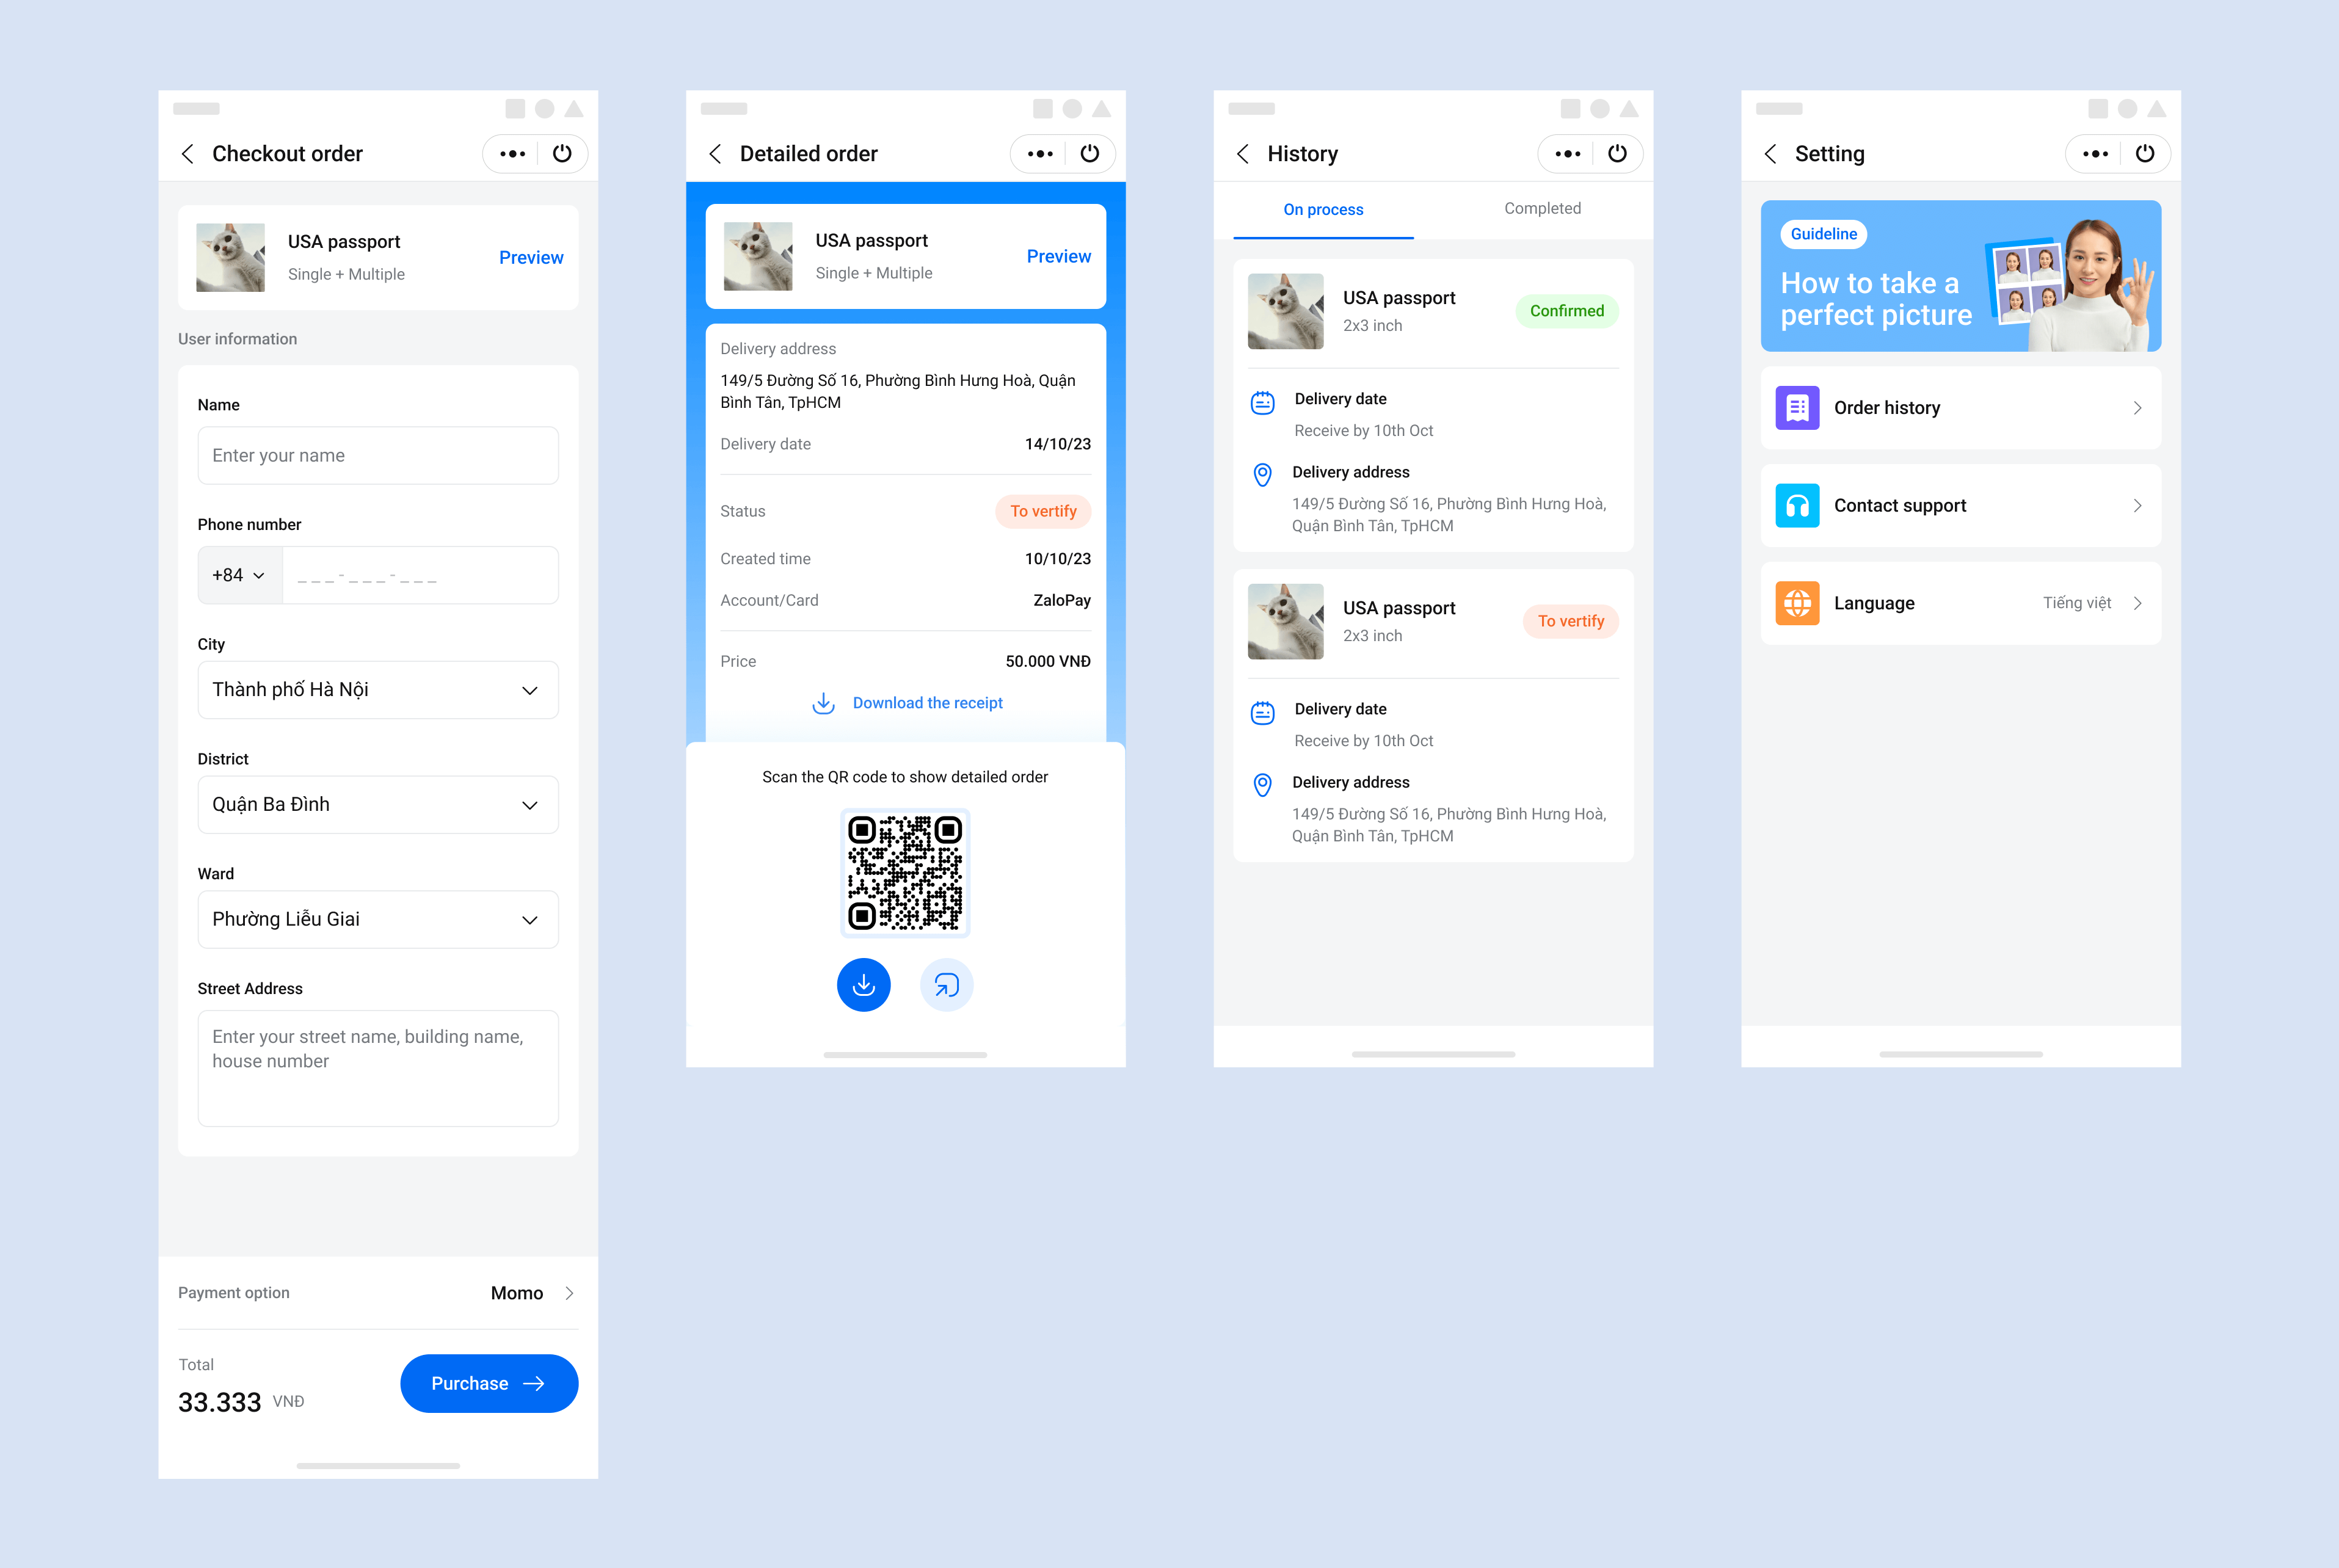 Checkout order
USA passport
Single + Multiple
Preview
User information
Name
Enter your name
Phone number
+84
_ _ _ - _ _ _ - _ _ _
City
Thành phố Hà Nội
District
Quận Ba Đình
Ward
Phường Liễu Giai
Street Address
Enter your street name, building name,
house number
Payment option
Momo
Total
33.333 VNĐ
Purchase
Detailed order
USA passport
Single + Multiple
Preview
Delivery address
149/5 Đường Số 16, Phường Bình Hưng Hoà, Quận
Bình Tân, TpHCM
Delivery date
14/10/23
Status
To vertify
Created time
10/10/23
Account/Card
ZaloPay
Price
50.000 VNĐ
Download the receipt
Scan the QR code to show detailed order
History
On process
Completed
USA passport
2x3 inch
Confirmed
Delivery date
Receive by 10th Oct
Delivery address
149/5 Đường Số 16, Phường Bình Hưng Hoà,
Quận Bình Tân, TpHCM
USA passport
2x3 inch
To vertify
Delivery date
Receive by 10th Oct
Delivery address
149/5 Đường Số 16, Phường Bình Hưng Hoà,
Quận Bình Tân, TpHCM
Setting
Guideline
How to take a
perfect picture
Order history
Contact support
Language
Tiếng việt